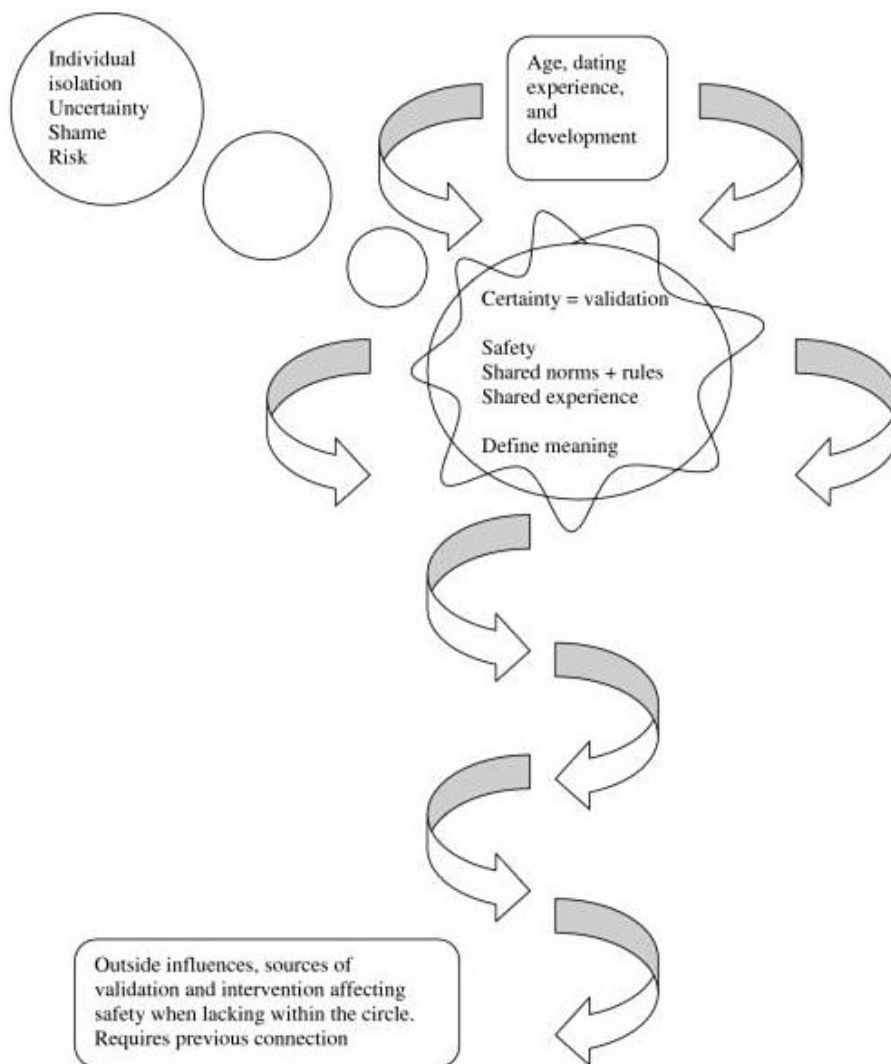 Individual
isolation
Uncertainty
Shame
Risk
Age, dating
experience,
and
development
Certainty = validation
Safety
Shared norms + rules
Shared experience
Define meaning
Outside influences, sources of
validation and intervention affecting
safety when lacking within the circle.
Requires previous connection